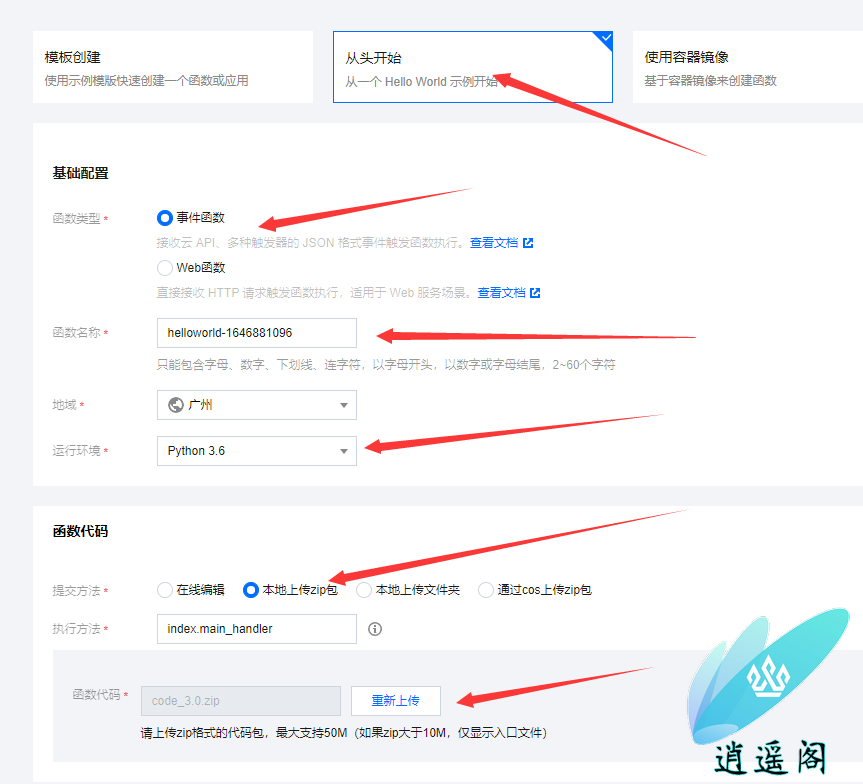 模板创建
使用示例模版快速创建一个函数或应用
从头开始
从一个 Hello World 示例开始
使用容器镜像
基于容器镜像来创建函数
基础配置
函数类型 * 事件函数
接收云 API、多种触发器的 JSON 格式事件触发函数执行。查看文档
Web函数
直接接收 HTTP 请求触发函数执行，适用于 Web 服务场景。查看文档
函数名称 * helloworld-1646881096
只能包含字母、数字、下划线、连字符，以字母开头，以数字或字母结尾，2~60个字符
地域 * 广州
运行环境 * Python 3.6
函数代码
提交方法 * 在线编辑 本地上传zip包 本地上传文件夹 通过cos上传zip包
执行方法 * index.main_handler
函数代码 * code_3.0.zip 重新上传
请上传zip格式的代码包，最大支持50M（如果zip大于10M，仅显示入口文件）
逍遥阁